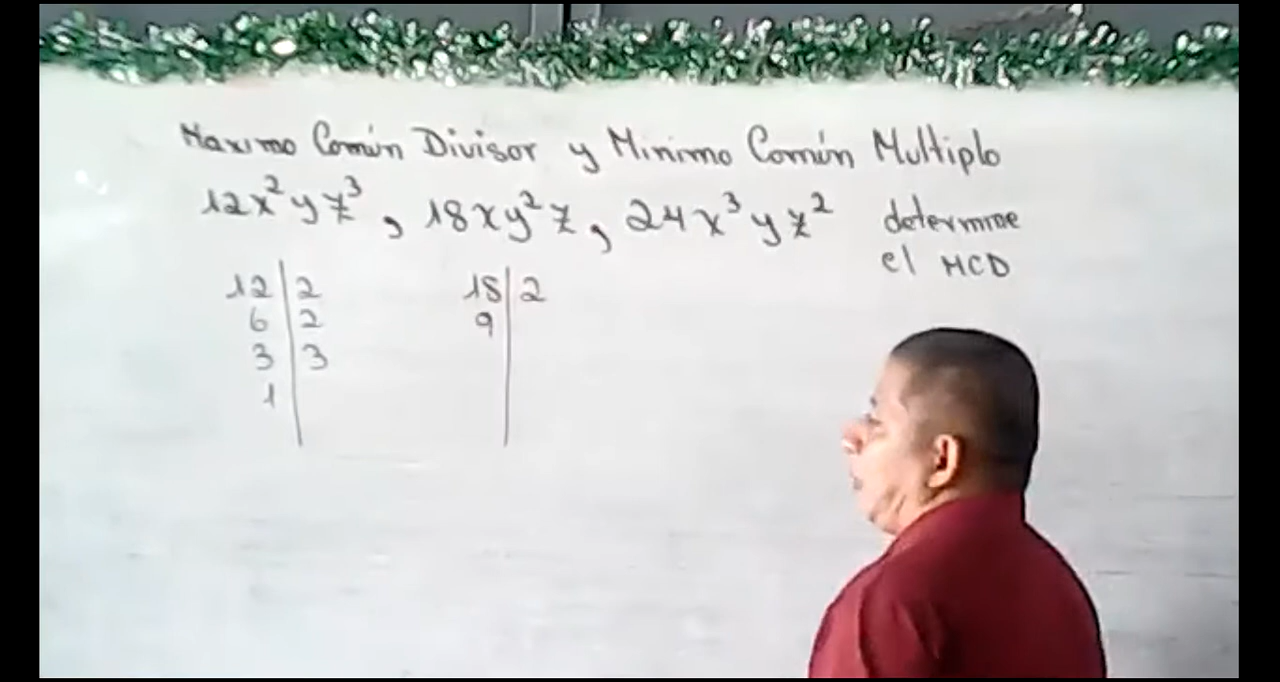 Maximo Común Divisor y Minimo Común Multiplo
12x²yz³, 18xy²z, 24x³yz² determine
el MCD
12 | 2 18 | 2
6 | 2 9 |
3 | 3
1 |